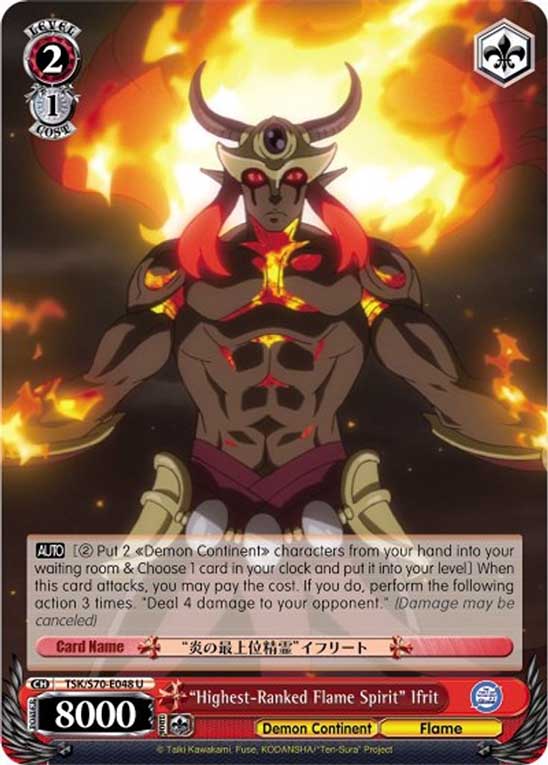 LEVEL
2
1
COST
AUTO [② Put 2 «Demon Continent» characters from your hand into your
waiting room & Choose 1 card in your clock and put it into your level] When
this card attacks, you may pay the cost. If you do, perform the following
action 3 times. "Deal 4 damage to your opponent." (Damage may be
canceled)
Card Name "炎の最上位精霊"イフリート
CH TSK/S70-E048 U
"Highest-Ranked Flame Spirit" Ifrit
POWER 8000
Demon Continent Flame
© Taiki Kawakami, Fuse, KODANSHA/"Ten-Sura" Project